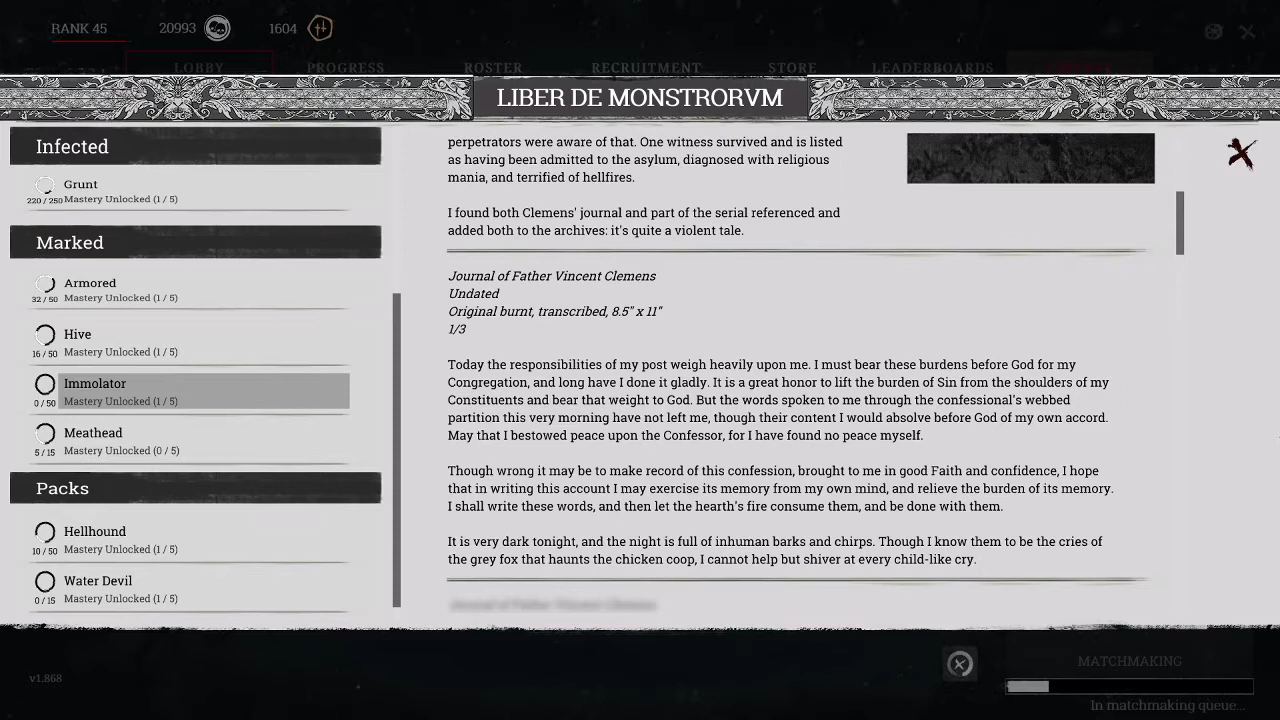 RANK 45
20993
1604
LOBBY
PROGRESS
ROSTER
RECRUITMENT
STORE
LEADERBOARDS
LIBER DE MONSTRORVM
Infected
Grunt
220 / 250 Mastery Unlocked (1 / 5)
Marked
Armored
32 / 50 Mastery Unlocked (1 / 5)
Hive
16 / 50 Mastery Unlocked (1 / 5)
Immolator
0 / 50 Mastery Unlocked (1 / 5)
Meathead
5 / 15 Mastery Unlocked (0 / 5)
Packs
Hellhound
10 / 50 Mastery Unlocked (1 / 5)
Water Devil
0 / 15 Mastery Unlocked (1 / 5)
perpetrators were aware of that. One witness survived and is listed
as having been admitted to the asylum, diagnosed with religious
mania, and terrified of hellfires.
I found both Clemens' journal and part of the serial referenced and
added both to the archives: it's quite a violent tale.
Journal of Father Vincent Clemens
Undated
Original burnt, transcribed, 8.5" x 11"
1/3
Today the responsibilities of my post weigh heavily upon me. I must bear these burdens before God for my
Congregation, and long have I done it gladly. It is a great honor to lift the burden of Sin from the shoulders of my
Constituents and bear that weight to God. But the words spoken to me through the confessional's webbed
partition this very morning have not left me, though their content I would absolve before God of my own accord.
May that I bestowed peace upon the Confessor, for I have found no peace myself.
Though wrong it may be to make record of this confession, brought to me in good Faith and confidence, I hope
that in writing this account I may exercise its memory from my own mind, and relieve the burden of its memory.
I shall write these words, and then let the hearth's fire consume them, and be done with them.
It is very dark tonight, and the night is full of inhuman barks and chirps. Though I know them to be the cries of
the grey fox that haunts the chicken coop, I cannot help but shiver at every child-like cry.
Journal of Father Vincent Clemens
v1.868
MATCHMAKING
In matchmaking queue...